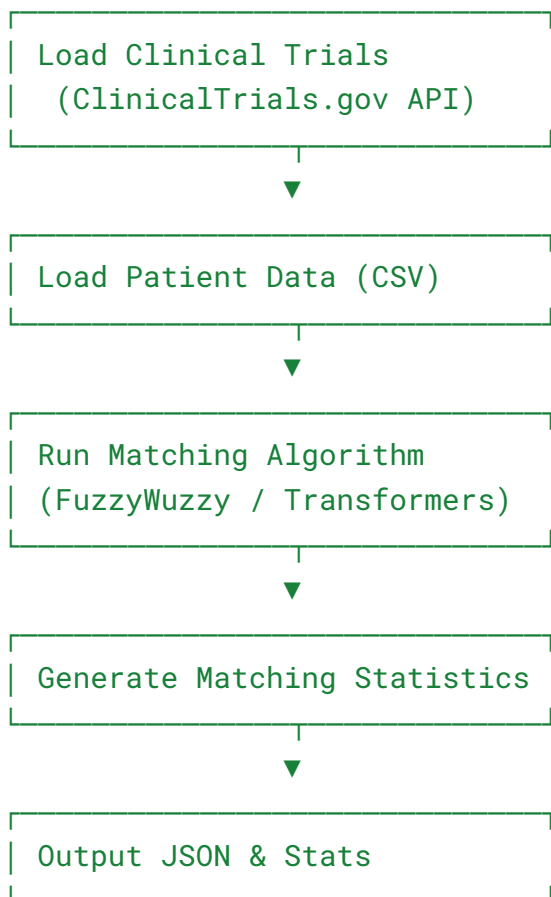 Load Clinical Trials
(ClinicalTrials.gov API)
Load Patient Data (CSV)
Run Matching Algorithm
(FuzzyWuzzy / Transformers)
Generate Matching Statistics
Output JSON & Stats